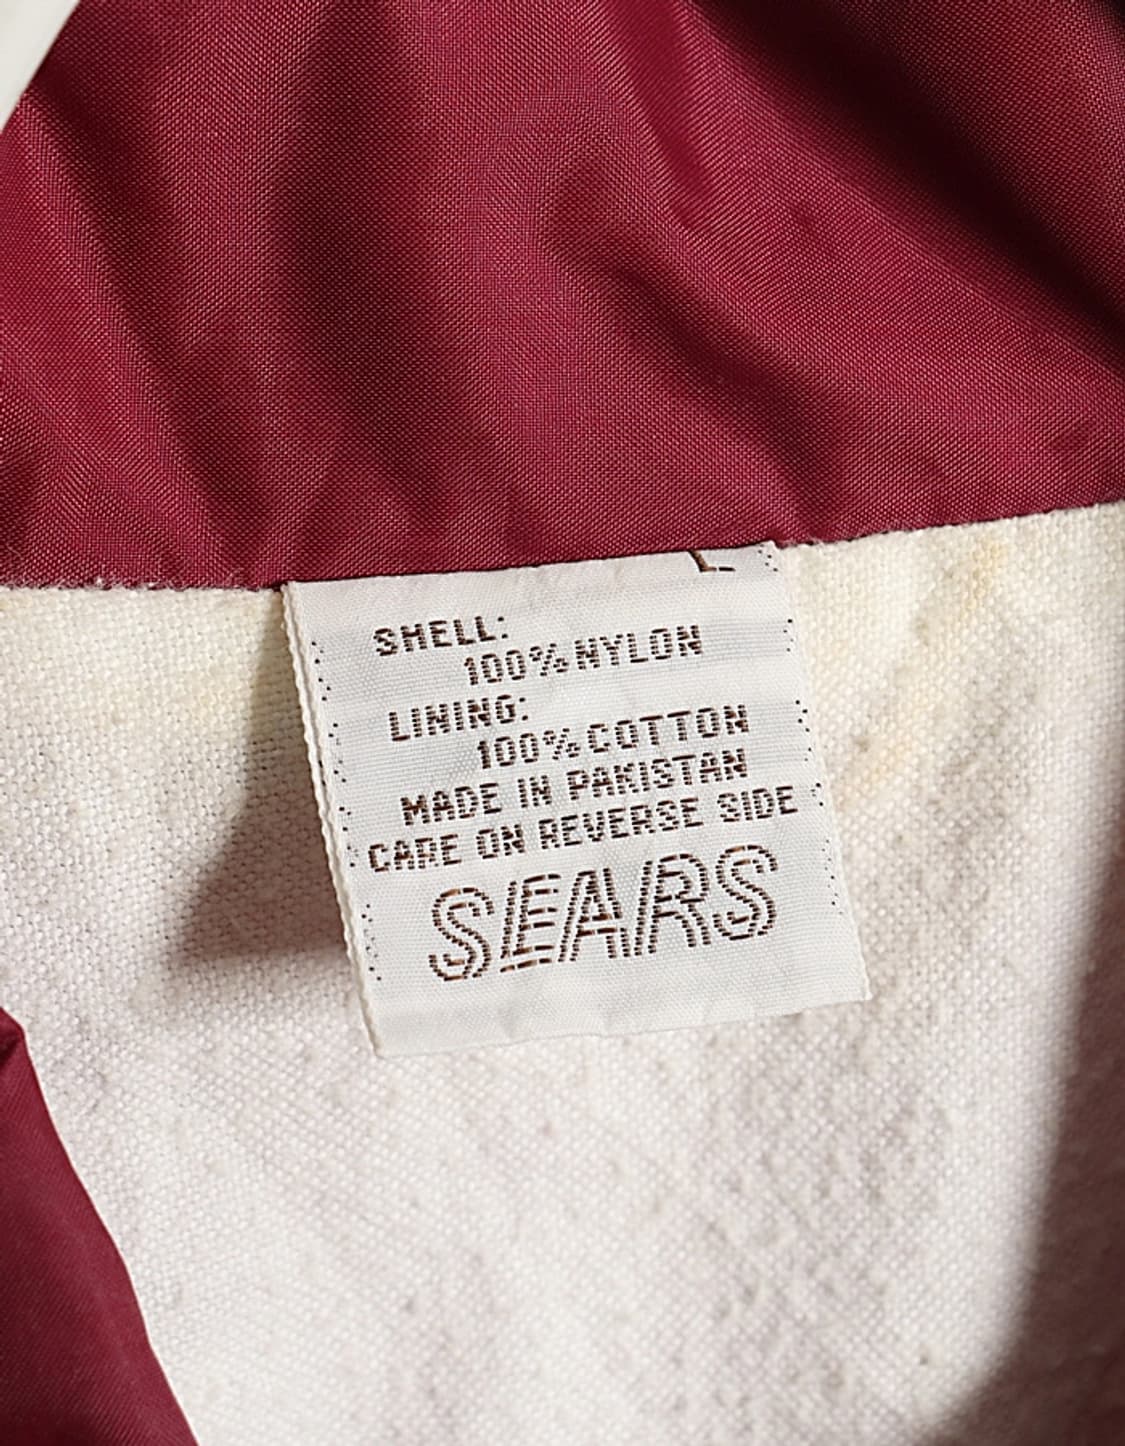 L
SHELL:
100% NYLON
LINING:
100% COTTON
MADE IN PAKISTAN
CARE ON REVERSE SIDE
SEARS